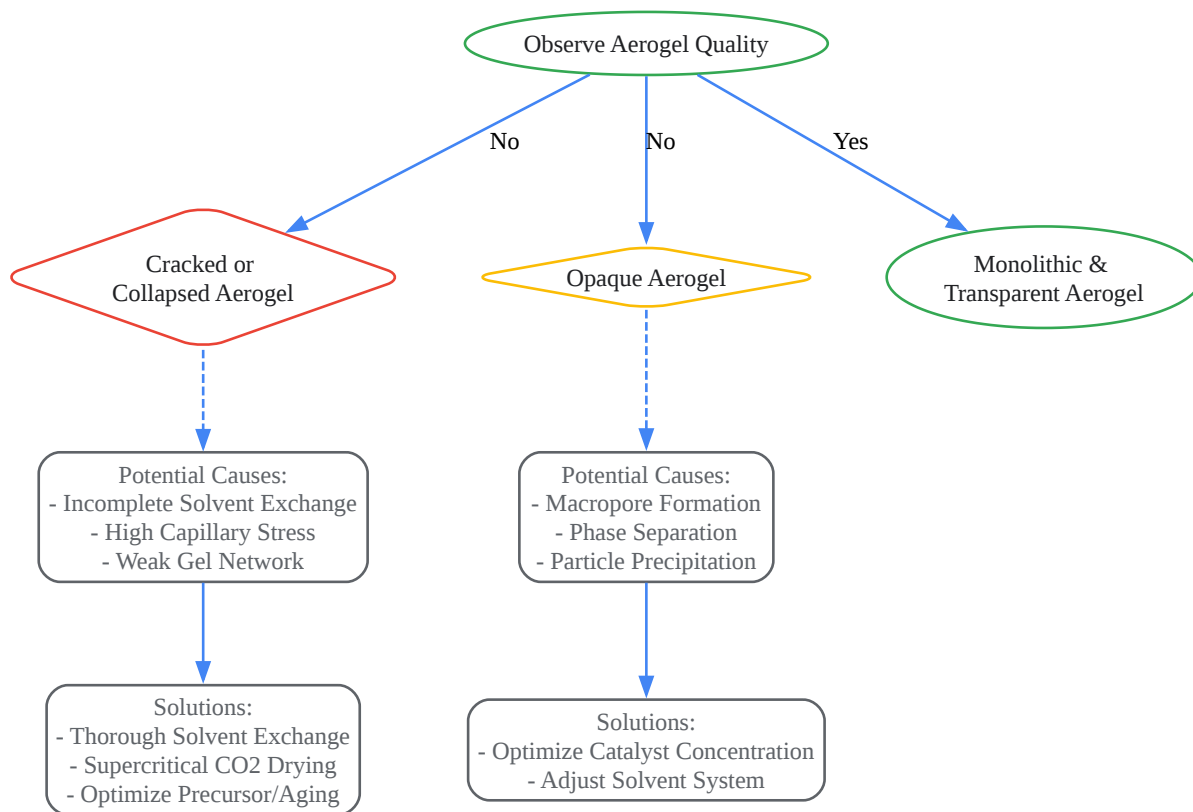 Observe Aerogel Quality
No
No
Yes
Cracked or
Collapsed Aerogel
Opaque Aerogel
Monolithic &
Transparent Aerogel
Potential Causes:
- Incomplete Solvent Exchange
- High Capillary Stress
- Weak Gel Network
Potential Causes:
- Macropore Formation
- Phase Separation
- Particle Precipitation
Solutions:
- Thorough Solvent Exchange
- Supercritical CO2 Drying
- Optimize Precursor/Aging
Solutions:
- Optimize Catalyst Concentration
- Adjust Solvent System